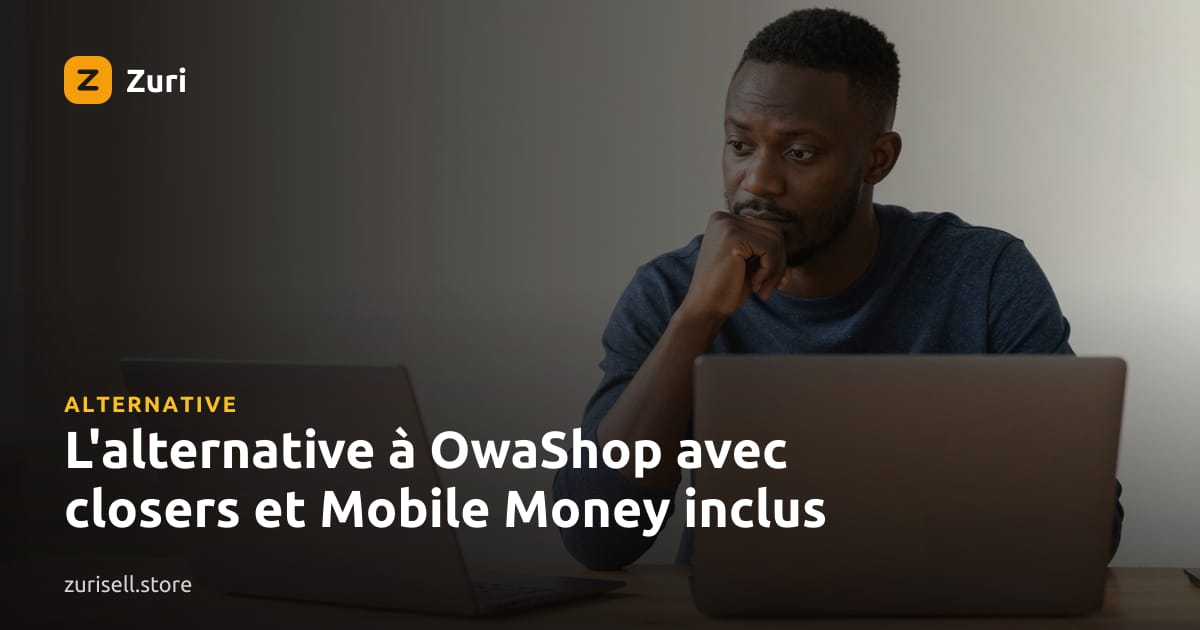 Z Zuri
ALTERNATIVE
L'alternative à OwaShop avec
closers et Mobile Money inclus
zurisell.store